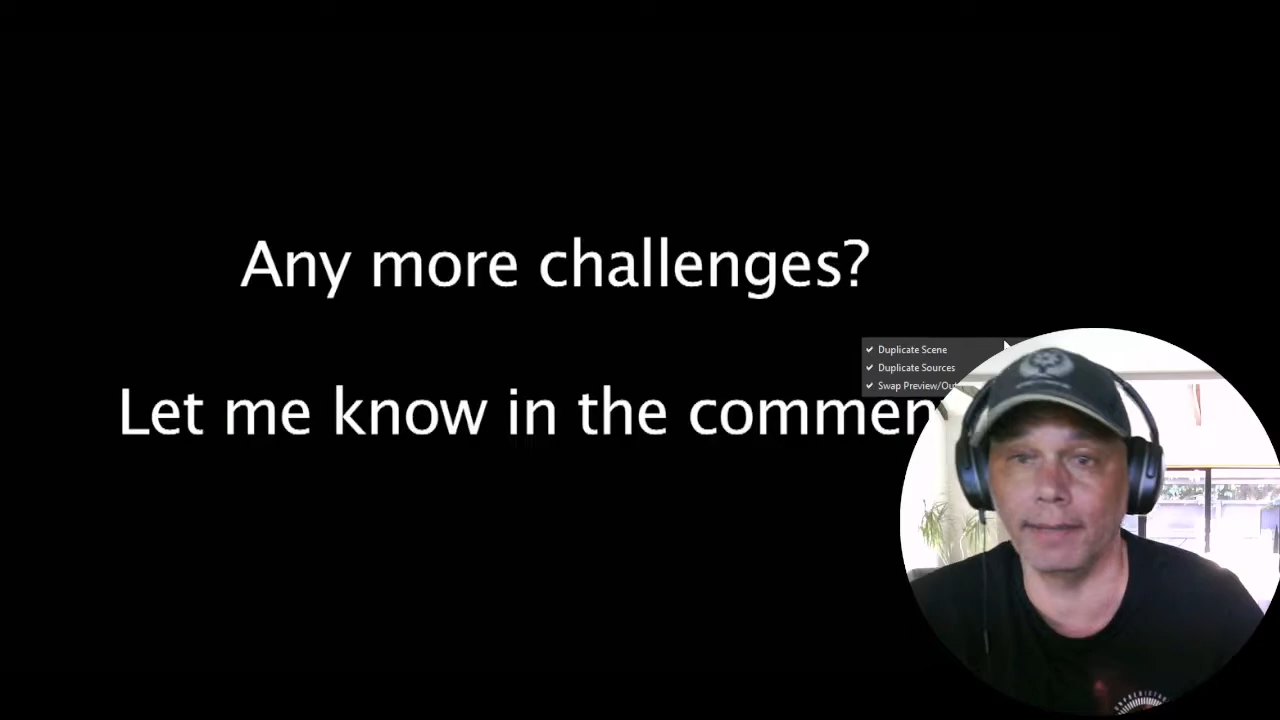 Any more challenges?
Duplicate Scene
Duplicate Sources
Swap Preview/Out
Let me know in the commen